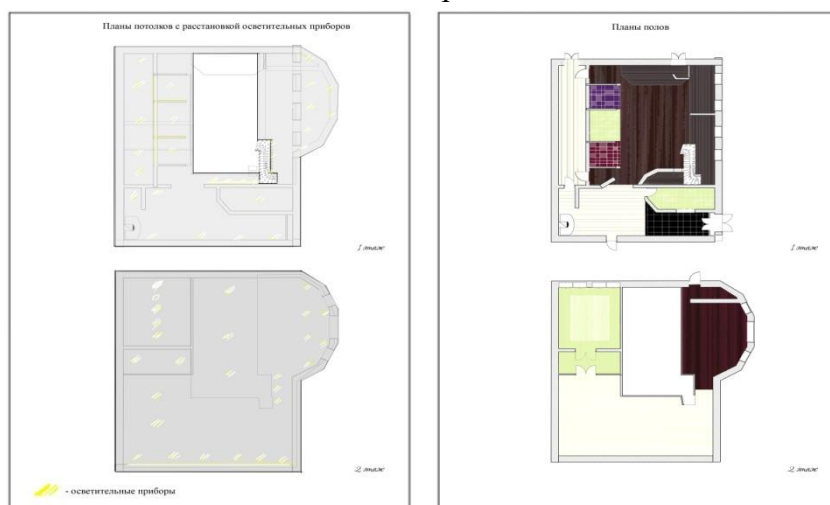 Планы потолков с расстановкой осветительных приборов
1 этаж
2 этаж
- осветительные приборы
Планы полов
1 этаж
2 этаж